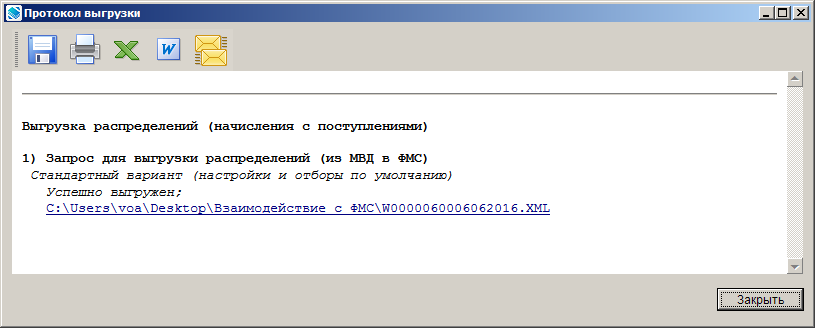 Протокол выгрузки
Выгрузка распределений (начисления с поступлениями)
1) Запрос для выгрузки распределений (из МВД в ФМС)
Стандартный вариант (настройки и отборы по умолчанию)
Успешно выгружен;
C:\Users\voa\Desktop\Взаимодействие с ФМС\W0000060006062016.XML
Закрыть